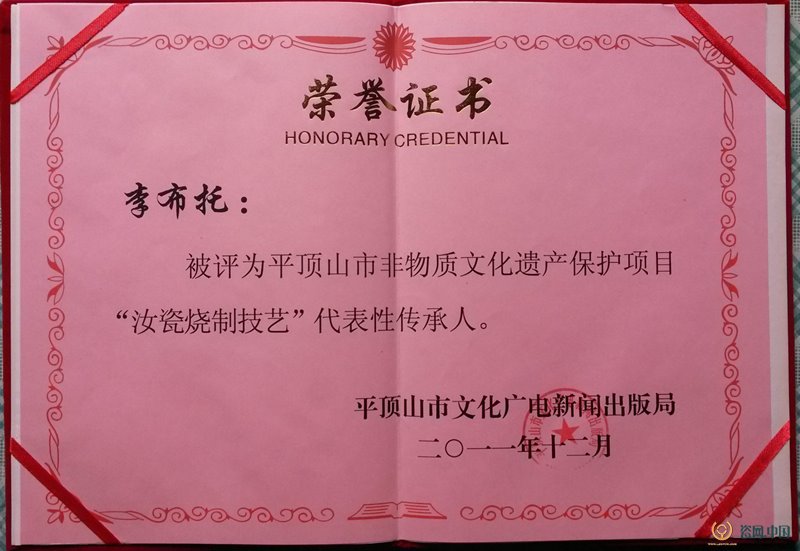 荣誉证书
HONORARY CREDENTIAL
李布托：
被评为平顶山市非物质文化遗产保护项目
“汝瓷烧制技艺”代表性传承人。
平顶山市文化广电新闻出版局
二〇一一年十二月
瓷网.中国